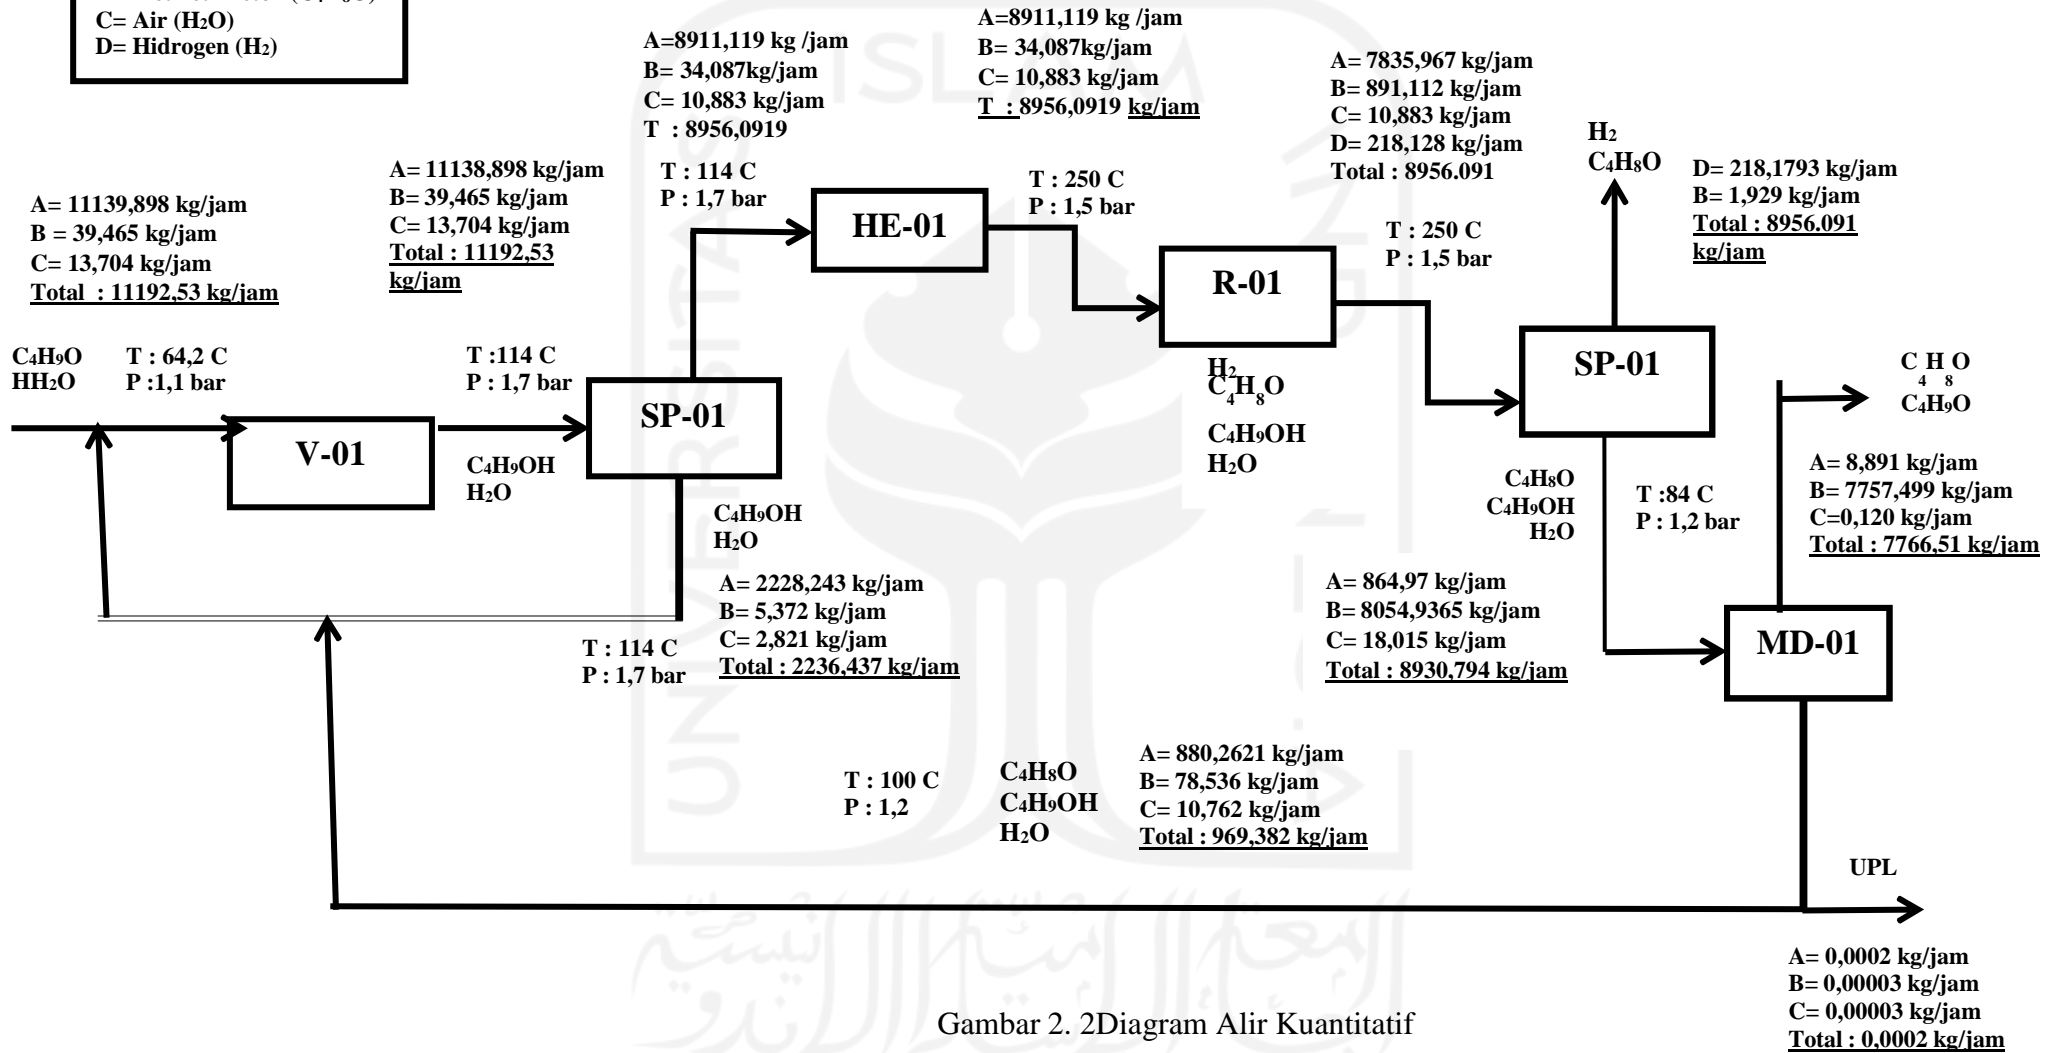 C= Air (H2O)
D= Hidrogen (H2)
A= 11139,898 kg/jam
B = 39,465 kg/jam
C= 13,704 kg/jam
Total : 11192,53 kg/jam
A= 11138,898 kg/jam
B= 39,465 kg/jam
C= 13,704 kg/jam
Total : 11192,53
kg/jam
A=8911,119 kg /jam
B= 34,087kg/jam
C= 10,883 kg/jam
T : 8956,0919
T : 114 C
P : 1,7 bar
A=8911,119 kg /jam
B= 34,087kg/jam
C= 10,883 kg/jam
T : 8956,0919 kg/jam
T : 250 C
P : 1,5 bar
A= 7835,967 kg/jam
B= 891,112 kg/jam
C= 10,883 kg/jam
D= 218,128 kg/jam
Total : 8956.091
T : 250 C
P : 1,5 bar
H2
C4H8O
D= 218,1793 kg/jam
B= 1,929 kg/jam
Total : 8956.091
kg/jam
C4H9O
HH2O
T : 64,2 C
P :1,1 bar
V-01
T :114 C
P : 1,7 bar
C4H9OH
H2O
SP-01
HE-01
R-01
H2
C4H8O
C4H9OH
H2O
SP-01
C4H8O
C4H9O
C4H9OH
H2O
A= 2228,243 kg/jam
B= 5,372 kg/jam
C= 2,821 kg/jam
Total : 2236,437 kg/jam
T : 114 C
P : 1,7 bar
C4H8O
C4H9OH
H2O
T :84 C
P : 1,2 bar
A= 8,891 kg/jam
B= 7757,499 kg/jam
C=0,120 kg/jam
Total : 7766,51 kg/jam
A= 864,97 kg/jam
B= 8054,9365 kg/jam
C= 18,015 kg/jam
Total : 8930,794 kg/jam
MD-01
T : 100 C
P : 1,2
C4H8O
C4H9OH
H2O
A= 880,2621 kg/jam
B= 78,536 kg/jam
C= 10,762 kg/jam
Total : 969,382 kg/jam
UPL
A= 0,0002 kg/jam
B= 0,00003 kg/jam
C= 0,00003 kg/jam
Total : 0,0002 kg/jam
Gambar 2. 2Diagram Alir Kuantitatif
UNIVERSITAS
ISLAM